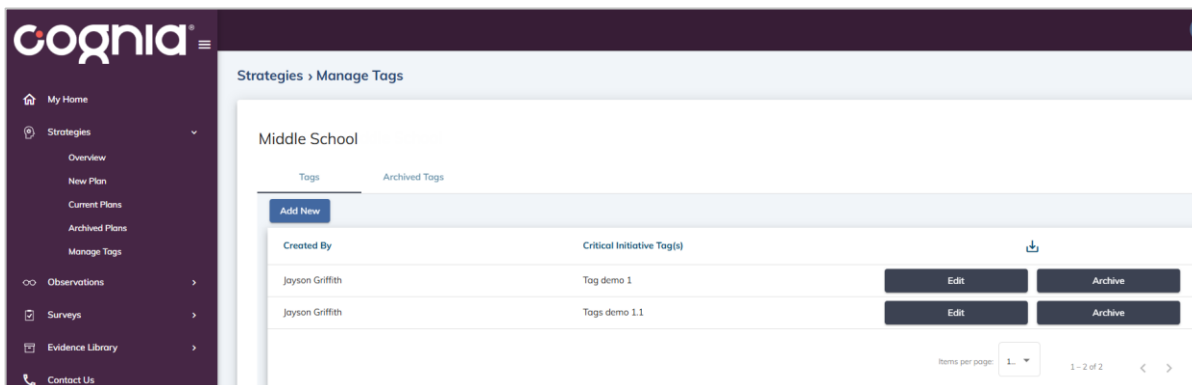 cognia®
Strategies › Manage Tags
My Home
Strategies
Overview
New Plan
Current Plans
Archived Plans
Manage Tags
Observations
Surveys
Evidence Library
Contact Us
Middle School
Tags Archived Tags
Add New
Created By Critical Initiative Tag(s)
Jayson Griffith Tag demo 1 Edit Archive
Jayson Griffith Tags demo 1.1 Edit Archive
Items per page: 1... 1 – 2 of 2